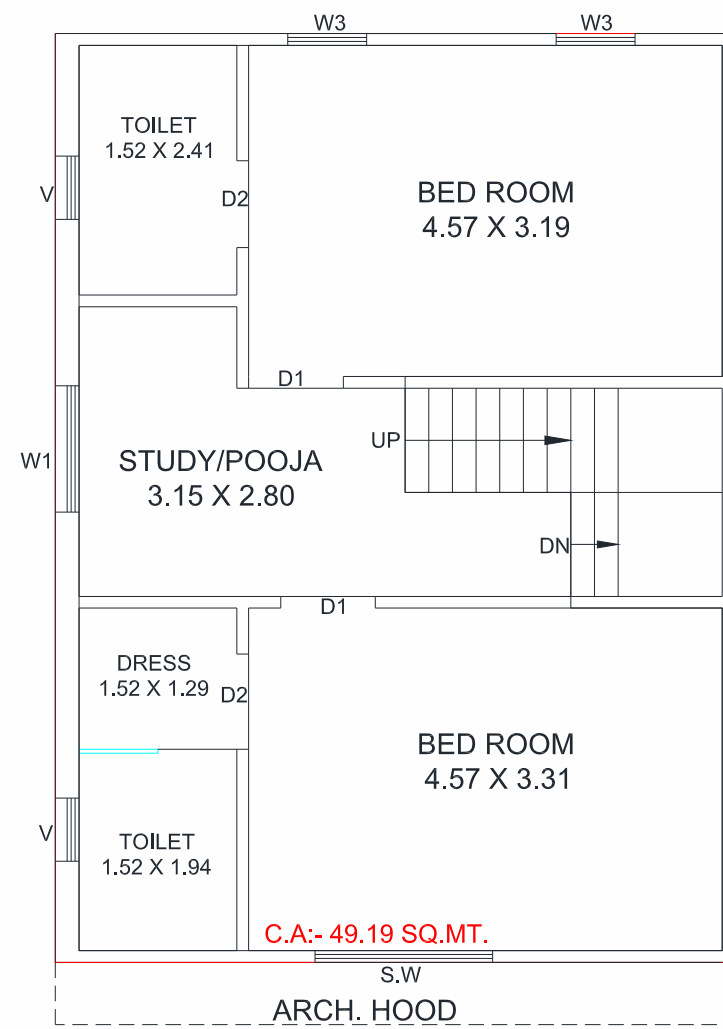 W3
W3
TOILET
1.52 X 2.41
V
D2
BED ROOM
4.57 X 3.19
D1
UP
W1
STUDY/POOJA
3.15 X 2.80
DN
D1
DRESS
1.52 X 1.29
D2
BED ROOM
4.57 X 3.31
V
TOILET
1.52 X 1.94
C.A:- 49.19 SQ.MT.
S.W
ARCH. HOOD